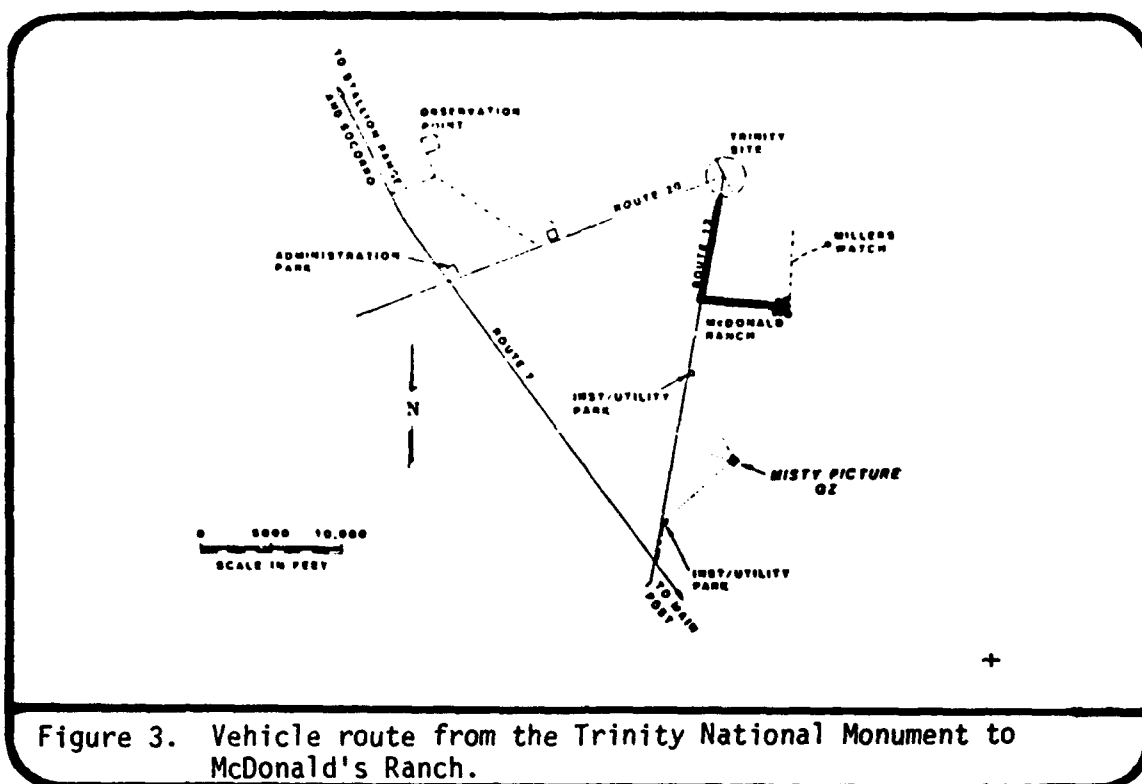 TO STALLION RANGE
AND SOCORRO
OBSERVATION
POINT
TRINITY
SITE
ROUTE 20
ROUTE 13
MILLERS
WATCH
ADMINISTRATION
PARK
McDONALD
RANCH
ROUTE 7
INST/UTILITY
PARK
N
MISTY PICTURE
GZ
0 5000 10,000
SCALE IN FEET
INST/UTILITY
PARK
TO MAIN
POST
Figure 3. Vehicle route from the Trinity National Monument to
McDonald's Ranch.